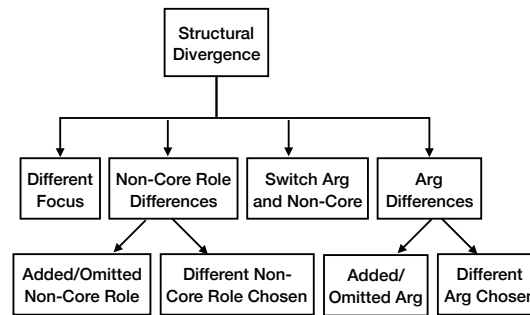 Structural
Divergence
Different
Focus
Non-Core Role
Differences
Switch Arg
and Non-Core
Arg
Differences
Added/Omitted
Non-Core Role
Different Non-
Core Role Chosen
Added/
Omitted Arg
Different
Arg Chosen